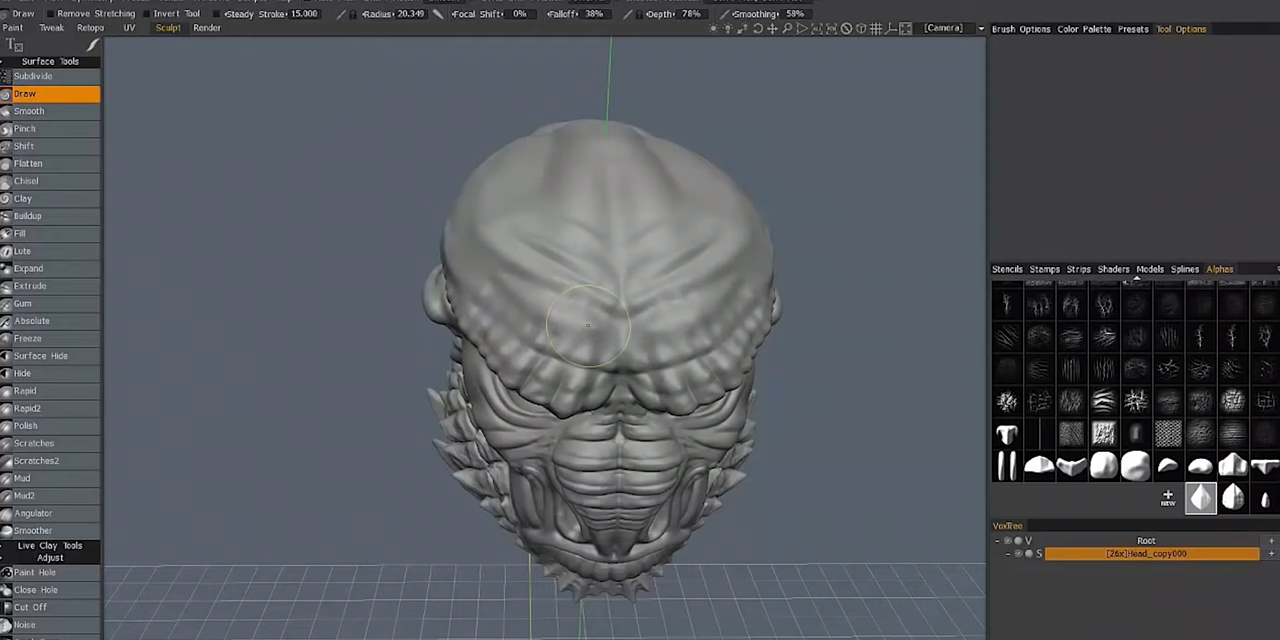 Draw Remove Stretching Invert Tool Steady Stroke: 15.000 Radius: 20.349 Focal Shift: 0% Falloff: 38% Depth: 78% Smoothing: 58%
Paint Tweak Retopo UV Sculpt Render
[Camera]
Brush Options Color Palette Presets Tool Options
Surface Tools
Subdivide
Draw
Smooth
Pinch
Shift
Flatten
Chisel
Clay
Buildup
Fill
Lute
Expand
Extrude
Gum
Absolute
Freeze
Surface Hide
Hide
Rapid
Rapid2
Polish
Scratches
Scratches2
Mud
Mud2
Angulator
Smoother
Live Clay Tools
Adjust
Paint Hole
Close Hole
Cut Off
Noise
Stencils Stamps Strips Shaders Models Splines Alphas
NEW
VoxTree
V Root
S [26x]Head_copy000